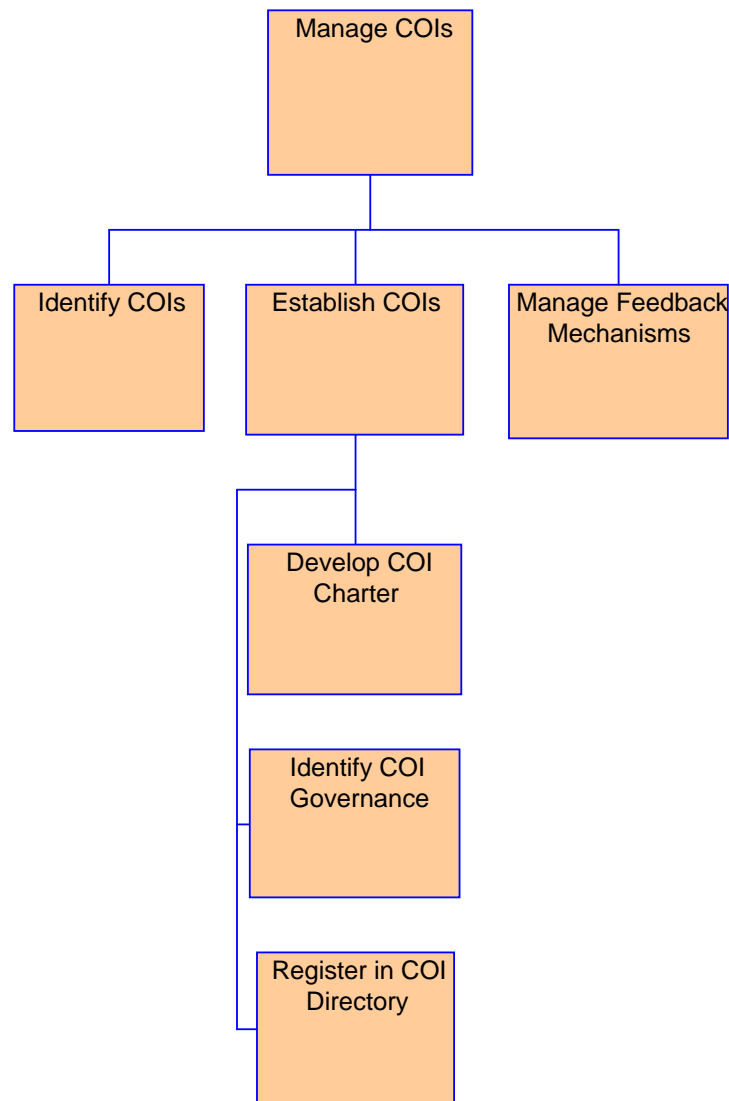 Manage COIs
Identify COIs
Establish COIs
Manage Feedback
Mechanisms
Develop COI
Charter
Identify COI
Governance
Register in COI
Directory